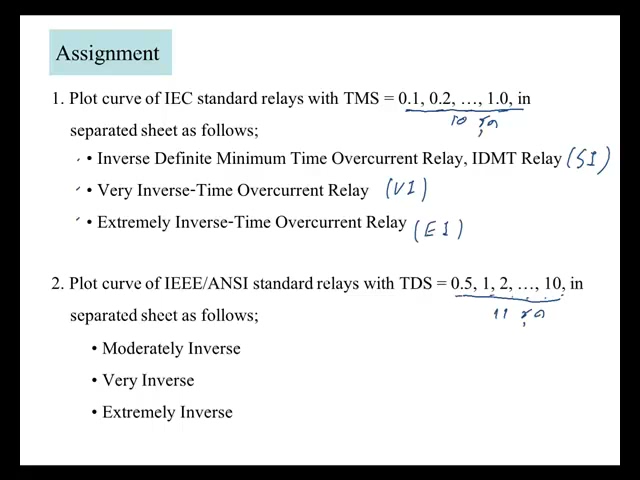 Assignment
1. Plot curve of IEC standard relays with TMS = 0.1, 0.2, …, 1.0, in
10
separated sheet as follows;
• Inverse Definite Minimum Time Overcurrent Relay, IDMT Relay (SI)
• Very Inverse-Time Overcurrent Relay (VI)
• Extremely Inverse-Time Overcurrent Relay (EI)
2. Plot curve of IEEE/ANSI standard relays with TDS = 0.5, 1, 2, …, 10, in
separated sheet as follows;
11
• Moderately Inverse
• Very Inverse
• Extremely Inverse